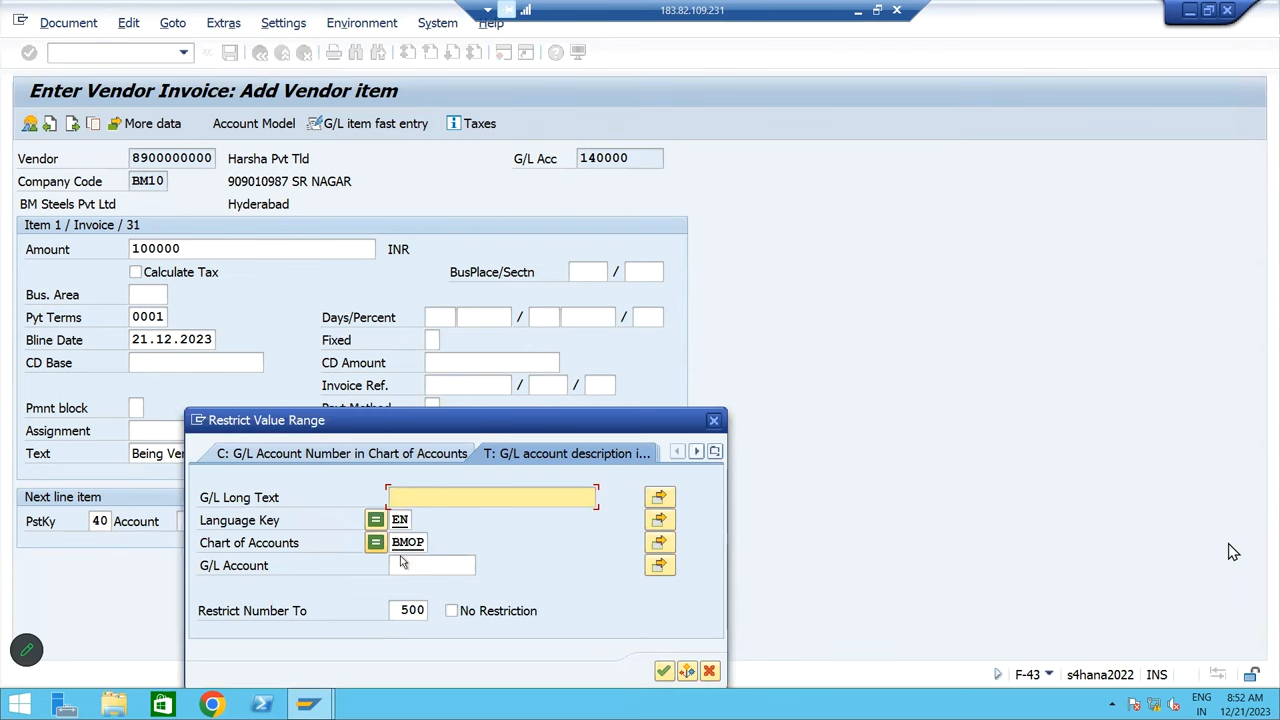 Document Edit Goto Extras Settings Environment System Help
183.82.109.231
Enter Vendor Invoice: Add Vendor item
More data Account Model G/L item fast entry Taxes
Vendor 8900000000 Harsha Pvt Tld G/L Acc 140000
Company Code BM10 909010987 SR NAGAR
BM Steels Pvt Ltd Hyderabad
Item 1 / Invoice / 31
Amount 100000 INR
Calculate Tax BusPlace/Sectn /
Bus. Area
Pyt Terms 0001 Days/Percent / /
Bline Date 21.12.2023 Fixed
CD Base CD Amount
Invoice Ref. / /
Pmnt block
Assignment
Text Being Ver
Next line item
PstKy 40 Account
Restrict Value Range
C: G/L Account Number in Chart of Accounts T: G/L account description i...
G/L Long Text
Language Key = EN
Chart of Accounts = BMOP
G/L Account
Restrict Number To 500 No Restriction
F-43 s4hana2022 INS
ENG 8:52 AM
IN 12/21/2023